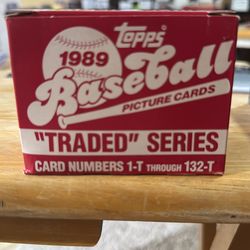 Topps
1989
Baseball
PICTURE CARDS
"TRADED" SERIES
CARD NUMBERS 1-T THROUGH 132-T